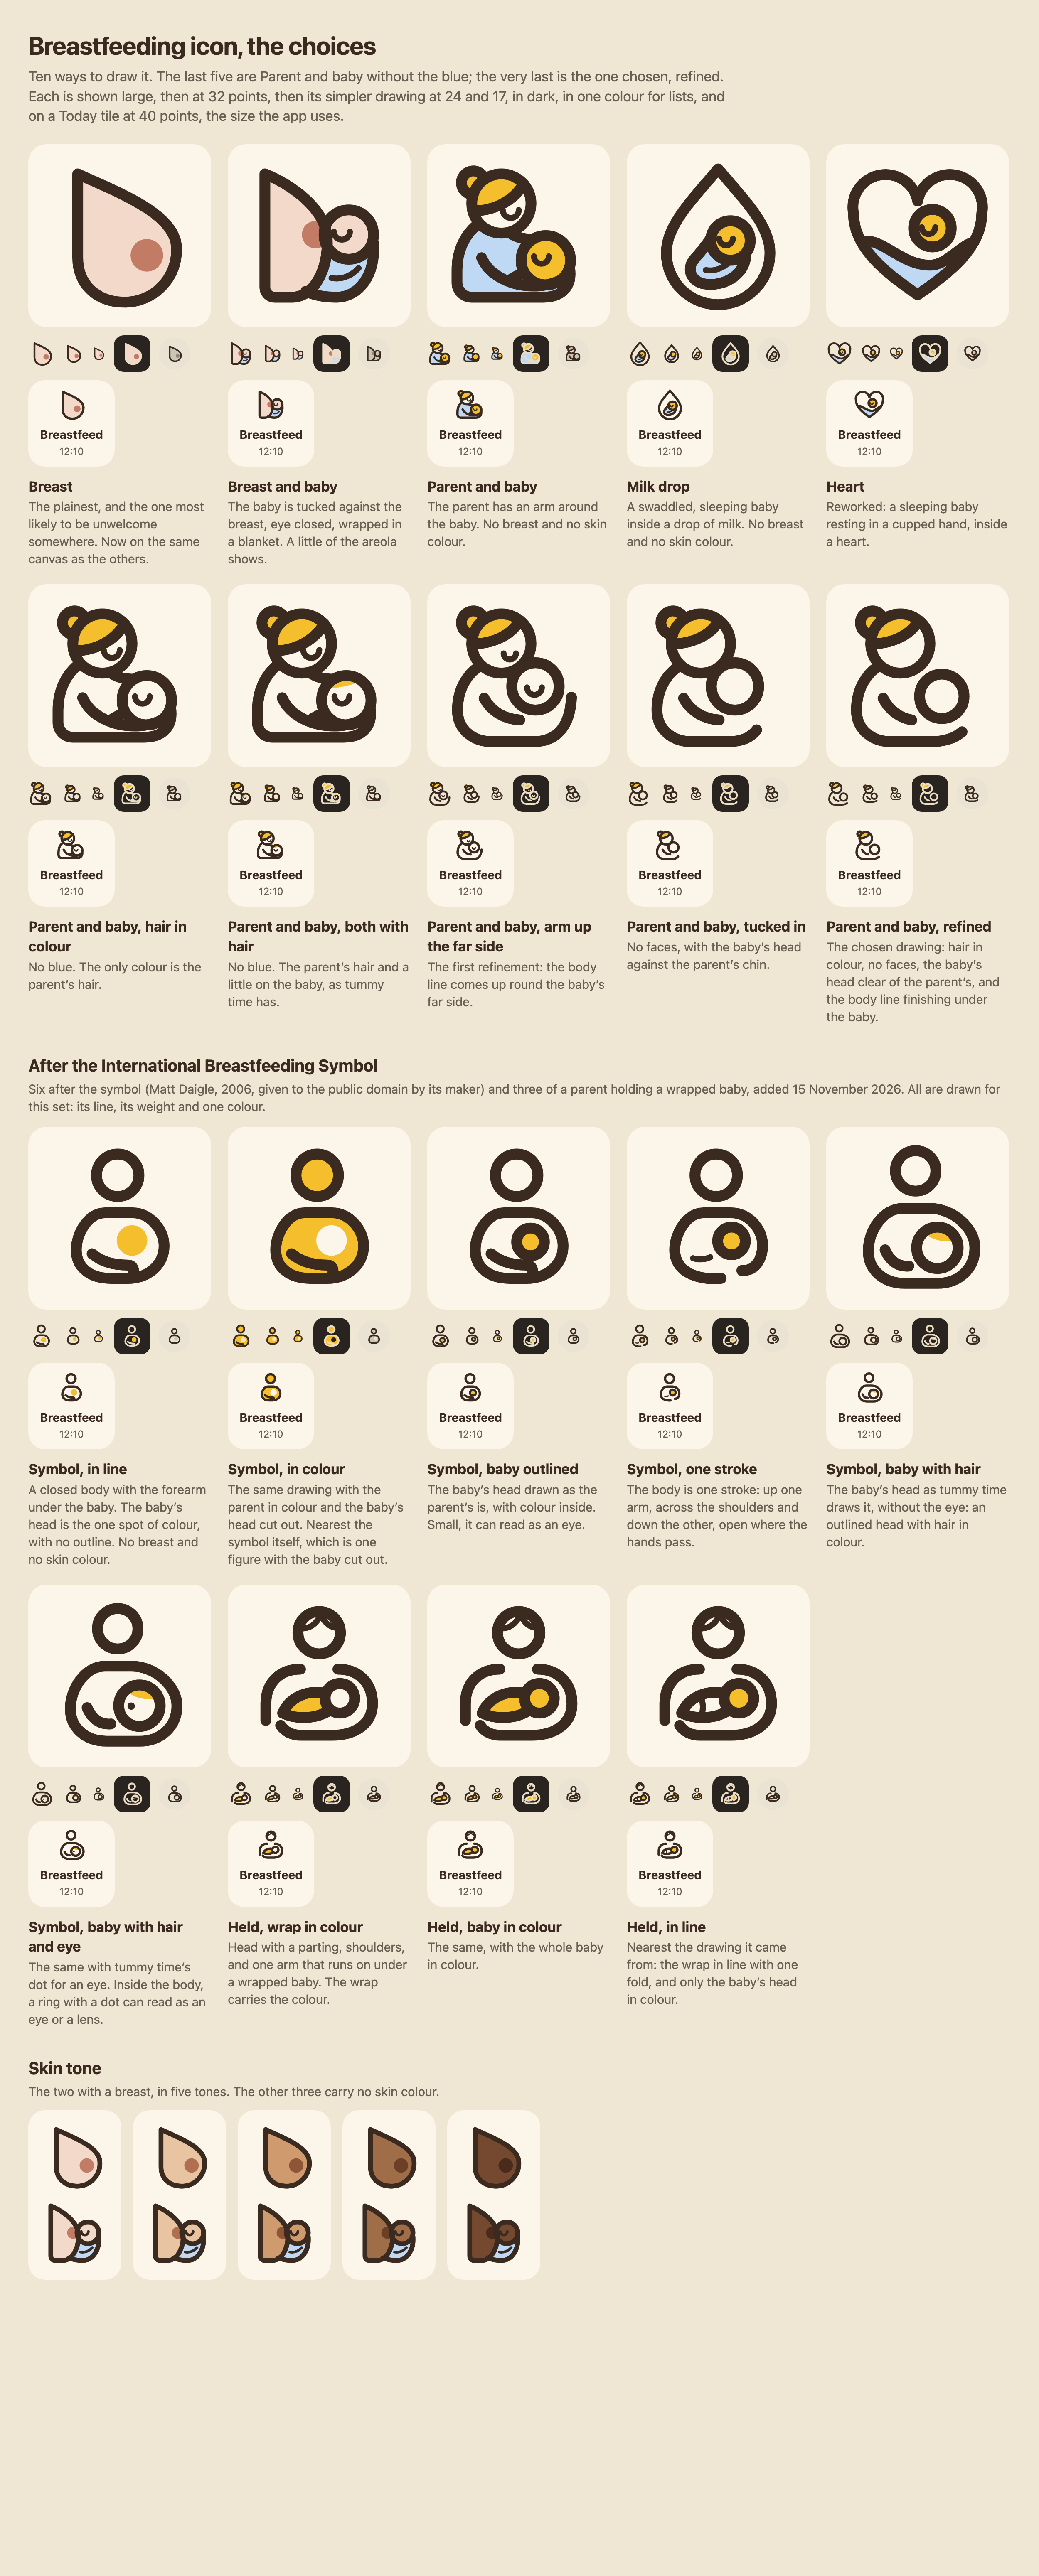 Breastfeeding icon, the choices
Ten ways to draw it. The last five are Parent and baby without the blue; the very last is the one chosen, refined.
Each is shown large, then at 32 points, then its simpler drawing at 24 and 17, in dark, in one colour for lists, and
on a Today tile at 40 points, the size the app uses.
Breastfeed
12:10
Breast
The plainest, and the one most
likely to be unwelcome
somewhere. Now on the same
canvas as the others.
Breastfeed
12:10
Breast and baby
The baby is tucked against the
breast, eye closed, wrapped in
a blanket. A little of the areola
shows.
Breastfeed
12:10
Parent and baby
The parent has an arm around
the baby. No breast and no skin
colour.
Breastfeed
12:10
Milk drop
A swaddled, sleeping baby
inside a drop of milk. No breast
and no skin colour.
Breastfeed
12:10
Heart
Reworked: a sleeping baby
resting in a cupped hand, inside
a heart.
Breastfeed
12:10
Parent and baby, hair in
colour
No blue. The only colour is the
parent’s hair.
Breastfeed
12:10
Parent and baby, both with
hair
No blue. The parent’s hair and a
little on the baby, as tummy
time has.
Breastfeed
12:10
Parent and baby, arm up
the far side
The first refinement: the body
line comes up round the baby’s
far side.
Breastfeed
12:10
Parent and baby, tucked in
No faces, with the baby’s head
against the parent’s chin.
Breastfeed
12:10
Parent and baby, refined
The chosen drawing: hair in
colour, no faces, the baby’s
head clear of the parent’s, and
the body line finishing under
the baby.
After the International Breastfeeding Symbol
Six after the symbol (Matt Daigle, 2006, given to the public domain by its maker) and three of a parent holding a wrapped baby, added 15 November 2026. All are drawn for
this set: its line, its weight and one colour.
Breastfeed
12:10
Symbol, in line
A closed body with the forearm
under the baby. The baby’s
head is the one spot of colour,
with no outline. No breast and
no skin colour.
Breastfeed
12:10
Symbol, in colour
The same drawing with the
parent in colour and the baby’s
head cut out. Nearest the
symbol itself, which is one
figure with the baby cut out.
Breastfeed
12:10
Symbol, baby outlined
The baby’s head drawn as the
parent’s is, with colour inside.
Small, it can read as an eye.
Breastfeed
12:10
Symbol, one stroke
The body is one stroke: up one
arm, across the shoulders and
down the other, open where the
hands pass.
Breastfeed
12:10
Symbol, baby with hair
The baby’s head as tummy time
draws it, without the eye: an
outlined head with hair in
colour.
Breastfeed
12:10
Symbol, baby with hair
and eye
The same with tummy time’s
dot for an eye. Inside the body,
a ring with a dot can read as an
eye or a lens.
Breastfeed
12:10
Held, wrap in colour
Head with a parting, shoulders,
and one arm that runs on under
a wrapped baby. The wrap
carries the colour.
Breastfeed
12:10
Held, baby in colour
The same, with the whole baby
in colour.
Breastfeed
12:10
Held, in line
Nearest the drawing it came
from: the wrap in line with one
fold, and only the baby’s head
in colour.
Skin tone
The two with a breast, in five tones. The other three carry no skin colour.